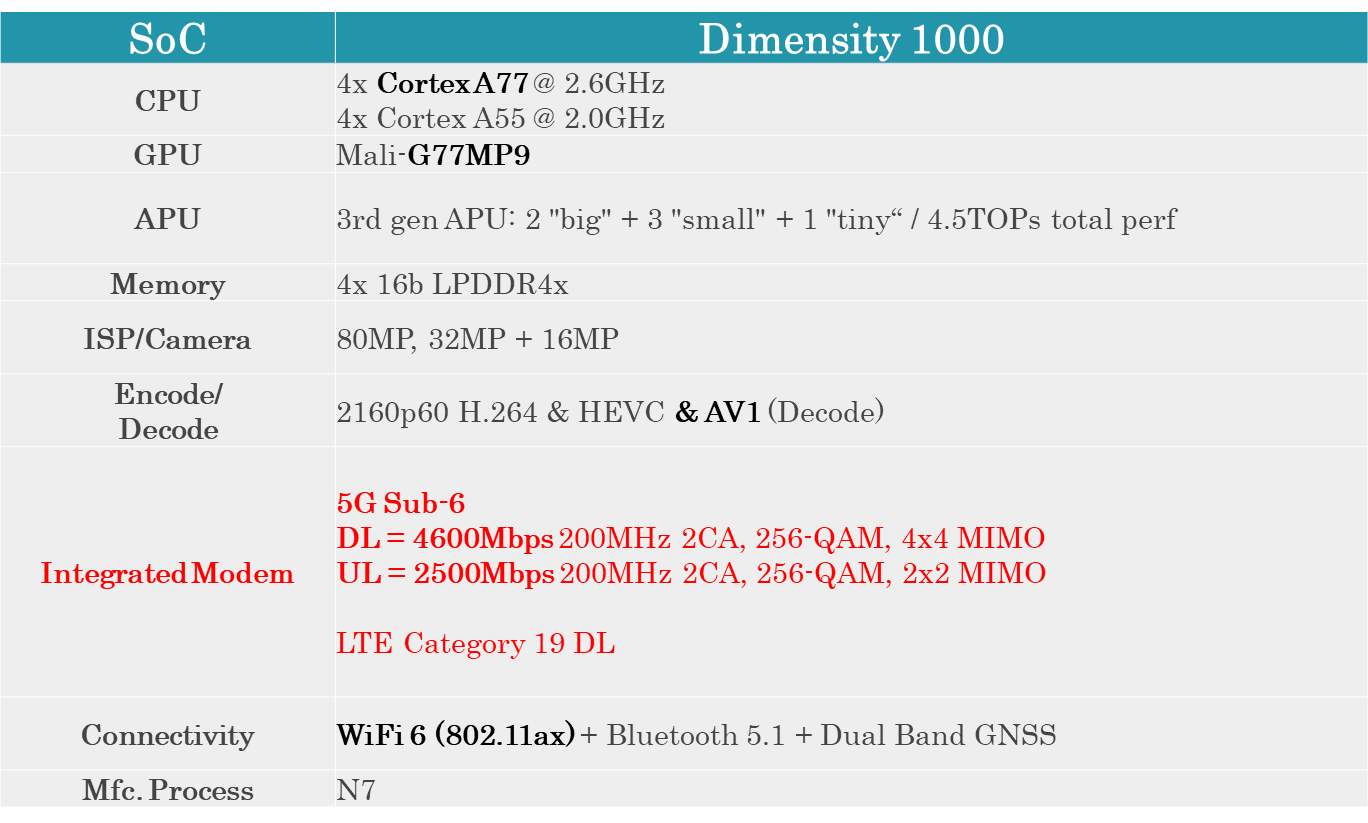 SoC Dimensity 1000
CPU 4x Cortex A77 @ 2.6GHz
4x Cortex A55 @ 2.0GHz
GPU Mali-G77MP9
APU 3rd gen APU: 2 "big" + 3 "small" + 1 "tiny“ / 4.5TOPs total perf
Memory 4x 16b LPDDR4x
ISP/Camera 80MP, 32MP + 16MP
Encode/
Decode
2160p60 H.264 & HEVC & AV1 (Decode)
Integrated Modem
5G Sub-6
DL = 4600Mbps 200MHz 2CA, 256-QAM, 4x4 MIMO
UL = 2500Mbps 200MHz 2CA, 256-QAM, 2x2 MIMO
LTE Category 19 DL
Connectivity WiFi 6 (802.11ax) + Bluetooth 5.1 + Dual Band GNSS
Mfc. Process N7